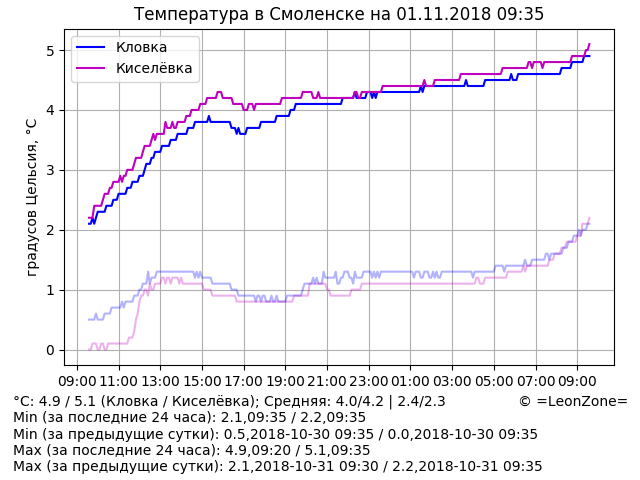 Температура в Смоленске на 01.11.2018 09:35
Кловка
Киселёвка
градусов Цельсия, °C
5
4
3
2
1
0
09:00 11:00 13:00 15:00 17:00 19:00 21:00 23:00 01:00 03:00 05:00 07:00 09:00
°C: 4.9 / 5.1 (Кловка / Киселёвка); Средняя: 4.0/4.2 | 2.4/2.3 © =LeonZone=
Min (за последние 24 часа): 2.1,09:35 / 2.2,09:35
Min (за предыдущие сутки): 0.5,2018-10-30 09:35 / 0.0,2018-10-30 09:35
Max (за последние 24 часа): 4.9,09:20 / 5.1,09:35
Max (за предыдущие сутки): 2.1,2018-10-31 09:30 / 2.2,2018-10-31 09:35